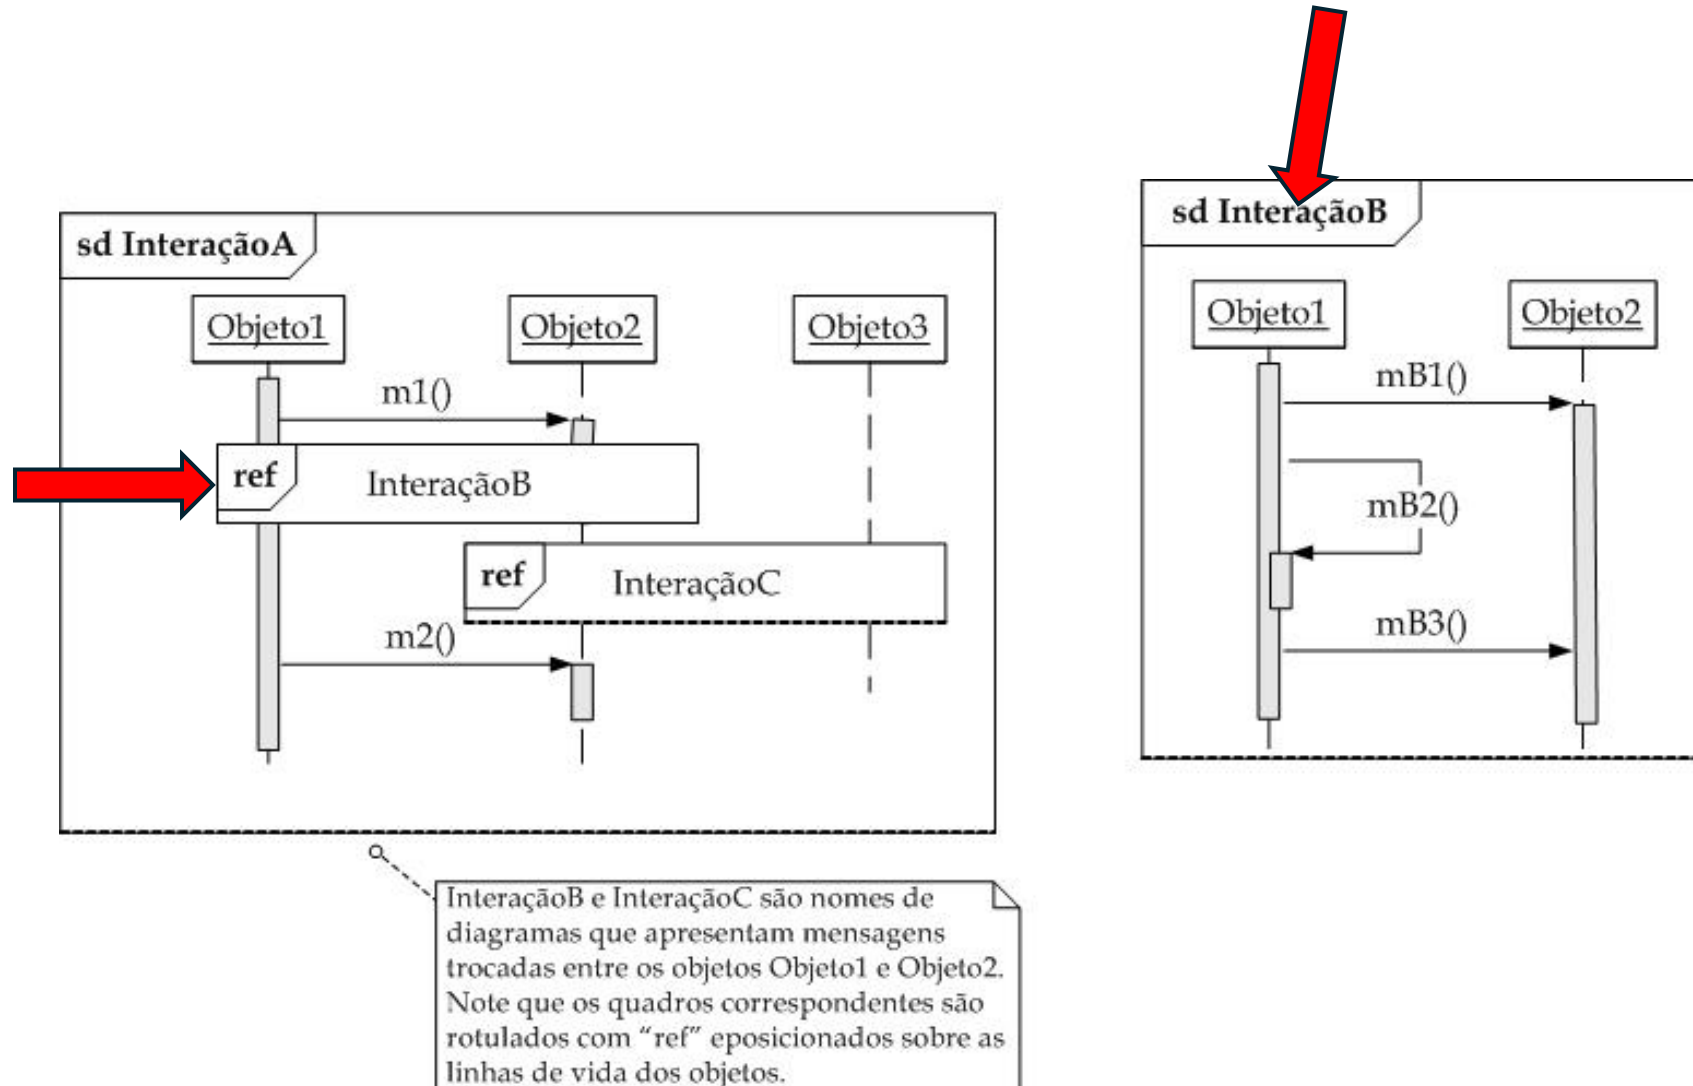 sd InteraçãoA
Objeto1
Objeto2
Objeto3
m1()
ref
InteraçãoB
ref
InteraçãoC
m2()
InteraçãoB e InteraçãoC são nomes de
diagramas que apresentam mensagens
trocadas entre os objetos Objeto1 e Objeto2.
Note que os quadros correspondentes são
rotulados com “ref” eposicionados sobre as
linhas de vida dos objetos.
sd InteraçãoB
Objeto1
Objeto2
mB1()
mB2()
mB3()